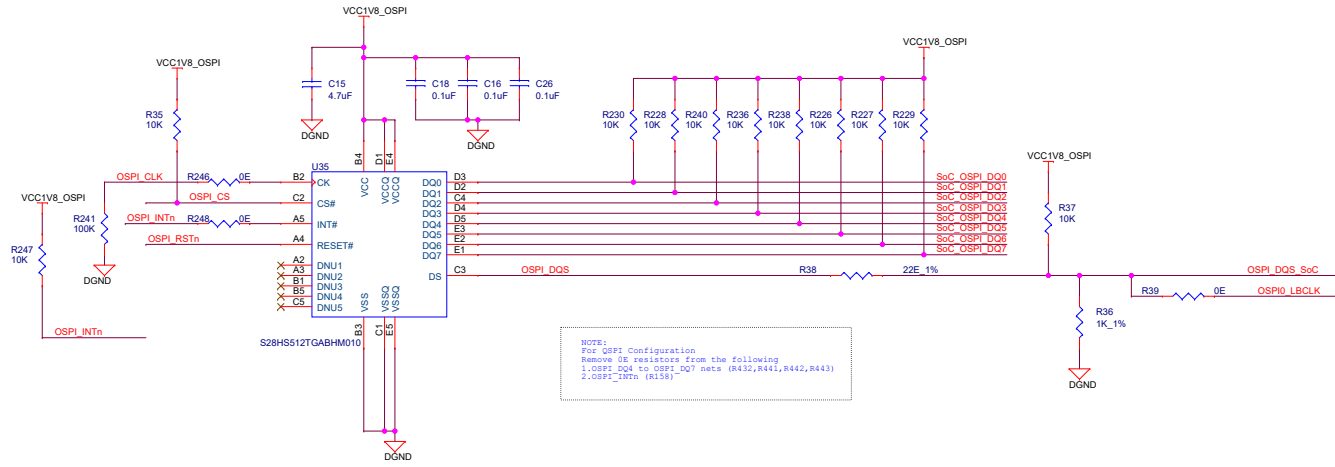 VCC1V8_OSPI
VCC1V8_OSPI
VCC1V8_OSPI
C15
4.7uF
C18
0.1uF
C16
0.1uF
C26
0.1uF
DGND
DGND
R35
10K
R230
10K
R228
10K
R240
10K
R236
10K
R238
10K
R226
10K
R227
10K
R229
10K
VCC1V8_OSPI
VCC1V8_OSPI
U35
B4
D1
E4
VCC
VCCQ
VCCQ
OSPI_CLK
R246
0E
B2
CK
OSPI_CS
C2
CS#
R241
100K
OSPI_INTn
R248
0E
A5
INT#
OSPI_RSTn
A4
RESET#
R247
10K
DGND
OSPI_INTn
A2
DNU1
A3
DNU2
B1
DNU3
B5
DNU4
C5
DNU5
DQ0
D3
SoC_OSPI_DQ0
DQ1
D2
SoC_OSPI_DQ1
DQ2
C4
SoC_OSPI_DQ2
DQ3
D4
SoC_OSPI_DQ3
DQ4
D5
SoC_OSPI_DQ4
DQ5
E3
SoC_OSPI_DQ5
DQ6
E2
SoC_OSPI_DQ6
DQ7
E1
SoC_OSPI_DQ7
DS
C3
OSPI_DQS
R38
22E_1%
R37
10K
OSPI_DQS_SoC
R39
0E
OSPI0_LBCLK
R36
1K_1%
DGND
VSS
VSSQ
VSSQ
B3
C1
E5
S28HS512TGABHM010
DGND
NOTE:
For QSPI Configuration
Remove 0E resistors from the following
1.OSPI_DQ4 to OSPI_DQ7 nets (R432,R441,R442,R443)
2.OSPI_INTn (R158)